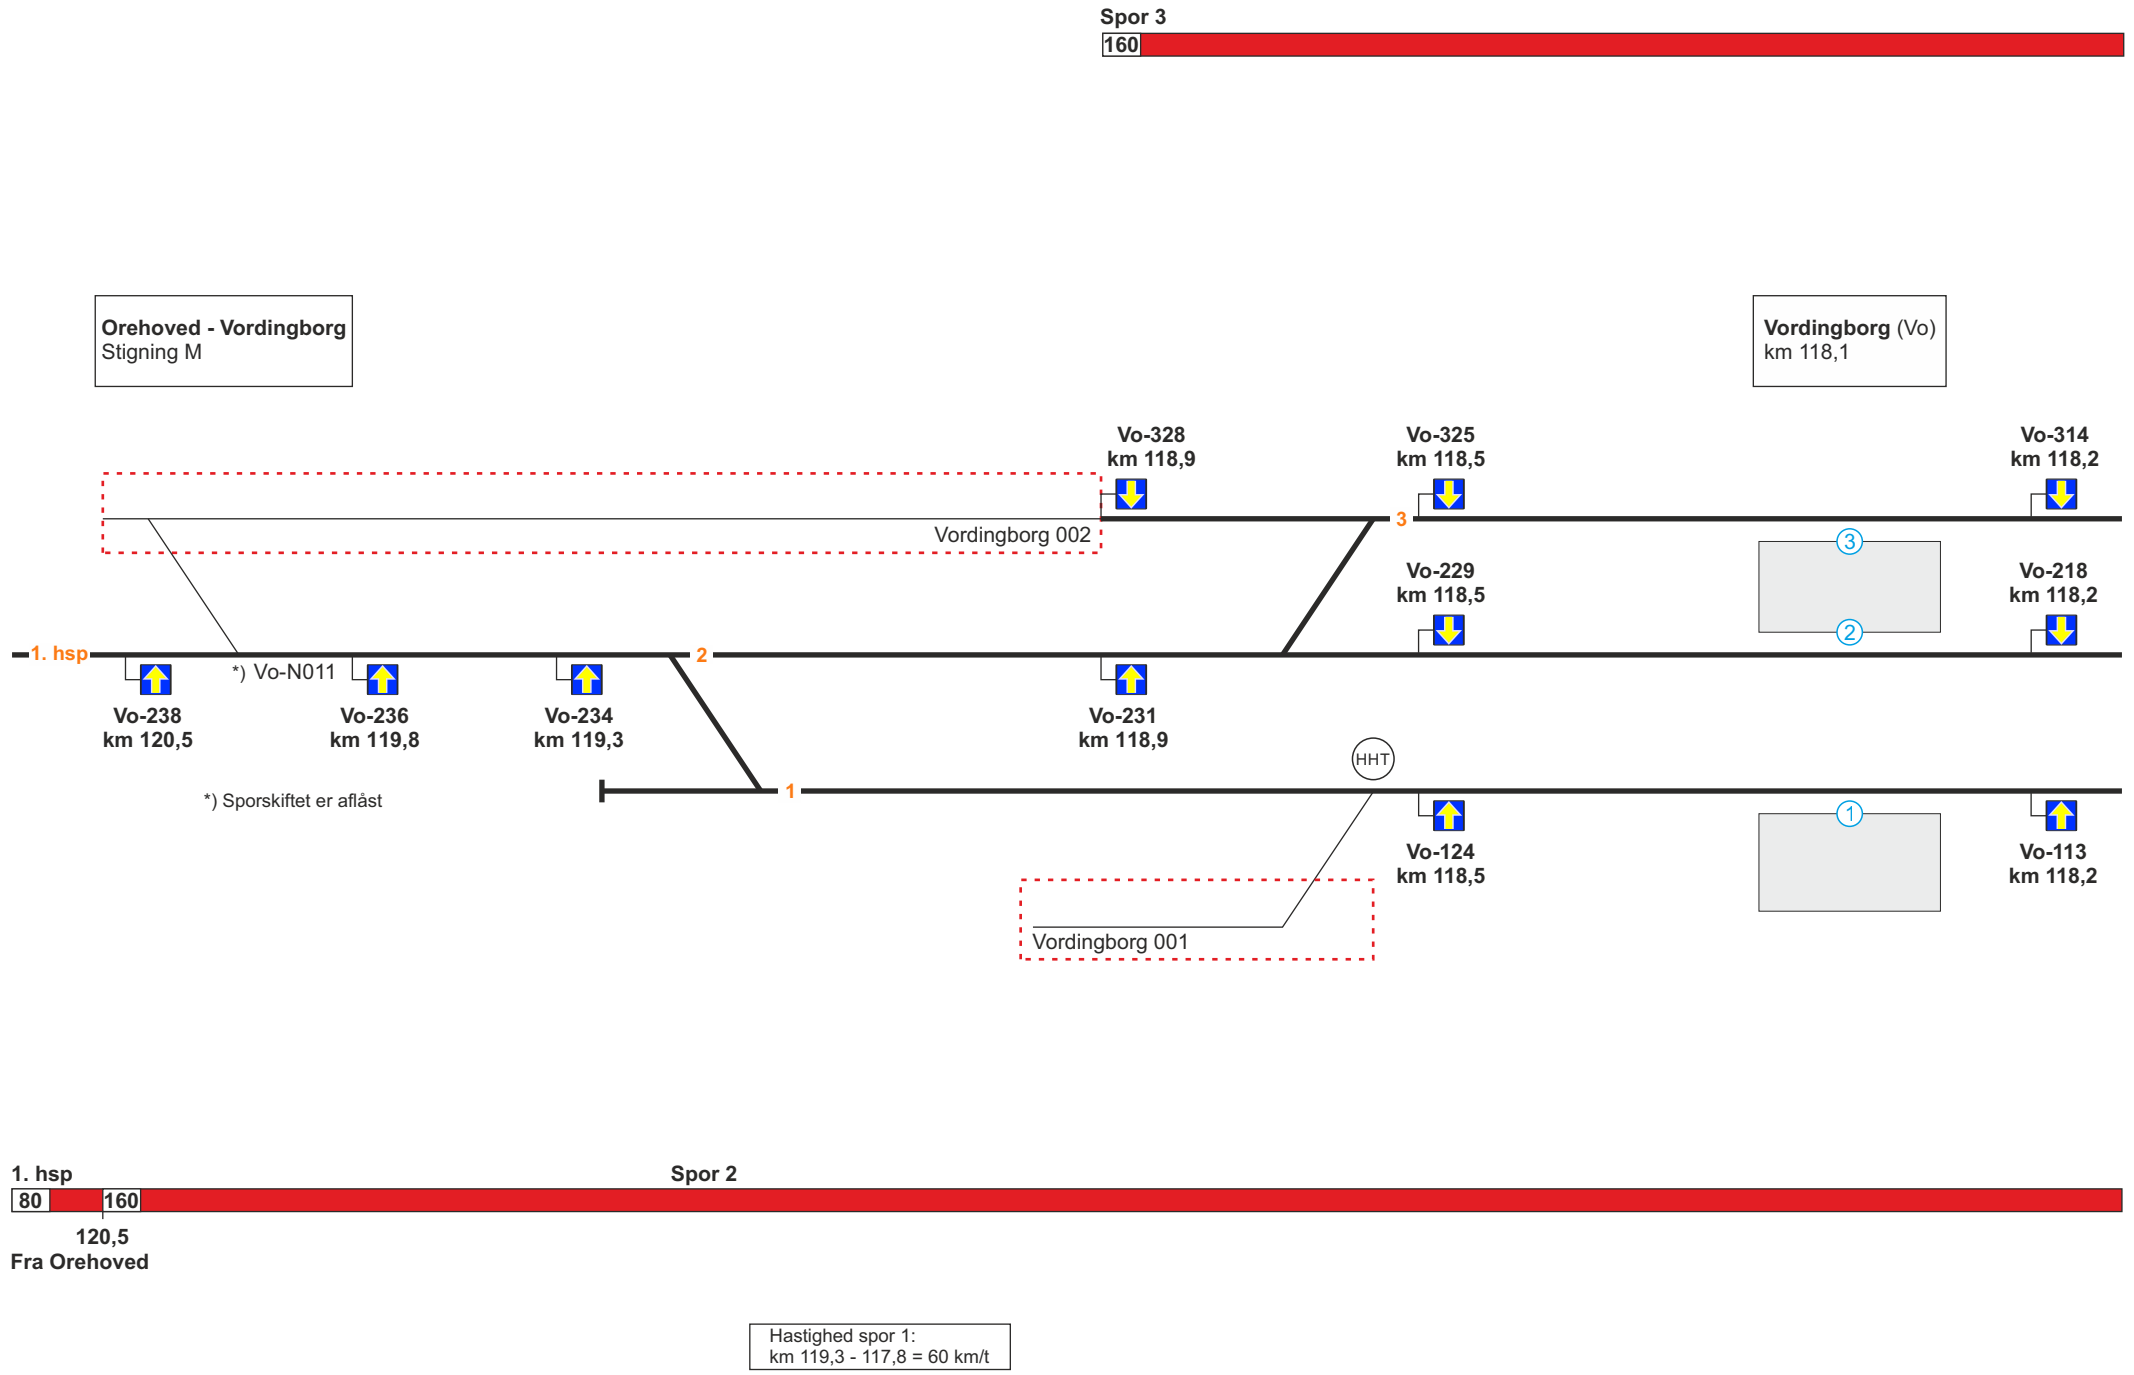 Spor 3
160
Orehoved - Vordingborg
Stigning M
Vordingborg (Vo)
km 118,1
Vo-328
km 118,9
Vo-325
km 118,5
Vo-314
km 118,2
3
Vordingborg 002
3
Vo-229
km 118,5
Vo-218
km 118,2
2
1. hsp
2
*) Vo-N011
Vo-238
km 120,5
Vo-236
km 119,8
Vo-234
km 119,3
Vo-231
km 118,9
HHT
*) Sporskiftet er aflåst
1
1
Vo-124
km 118,5
Vo-113
km 118,2
Vordingborg 001
1. hsp
Spor 2
80
160
120,5
Fra Orehoved
Hastighed spor 1:
km 119,3 - 117,8 = 60 km/t